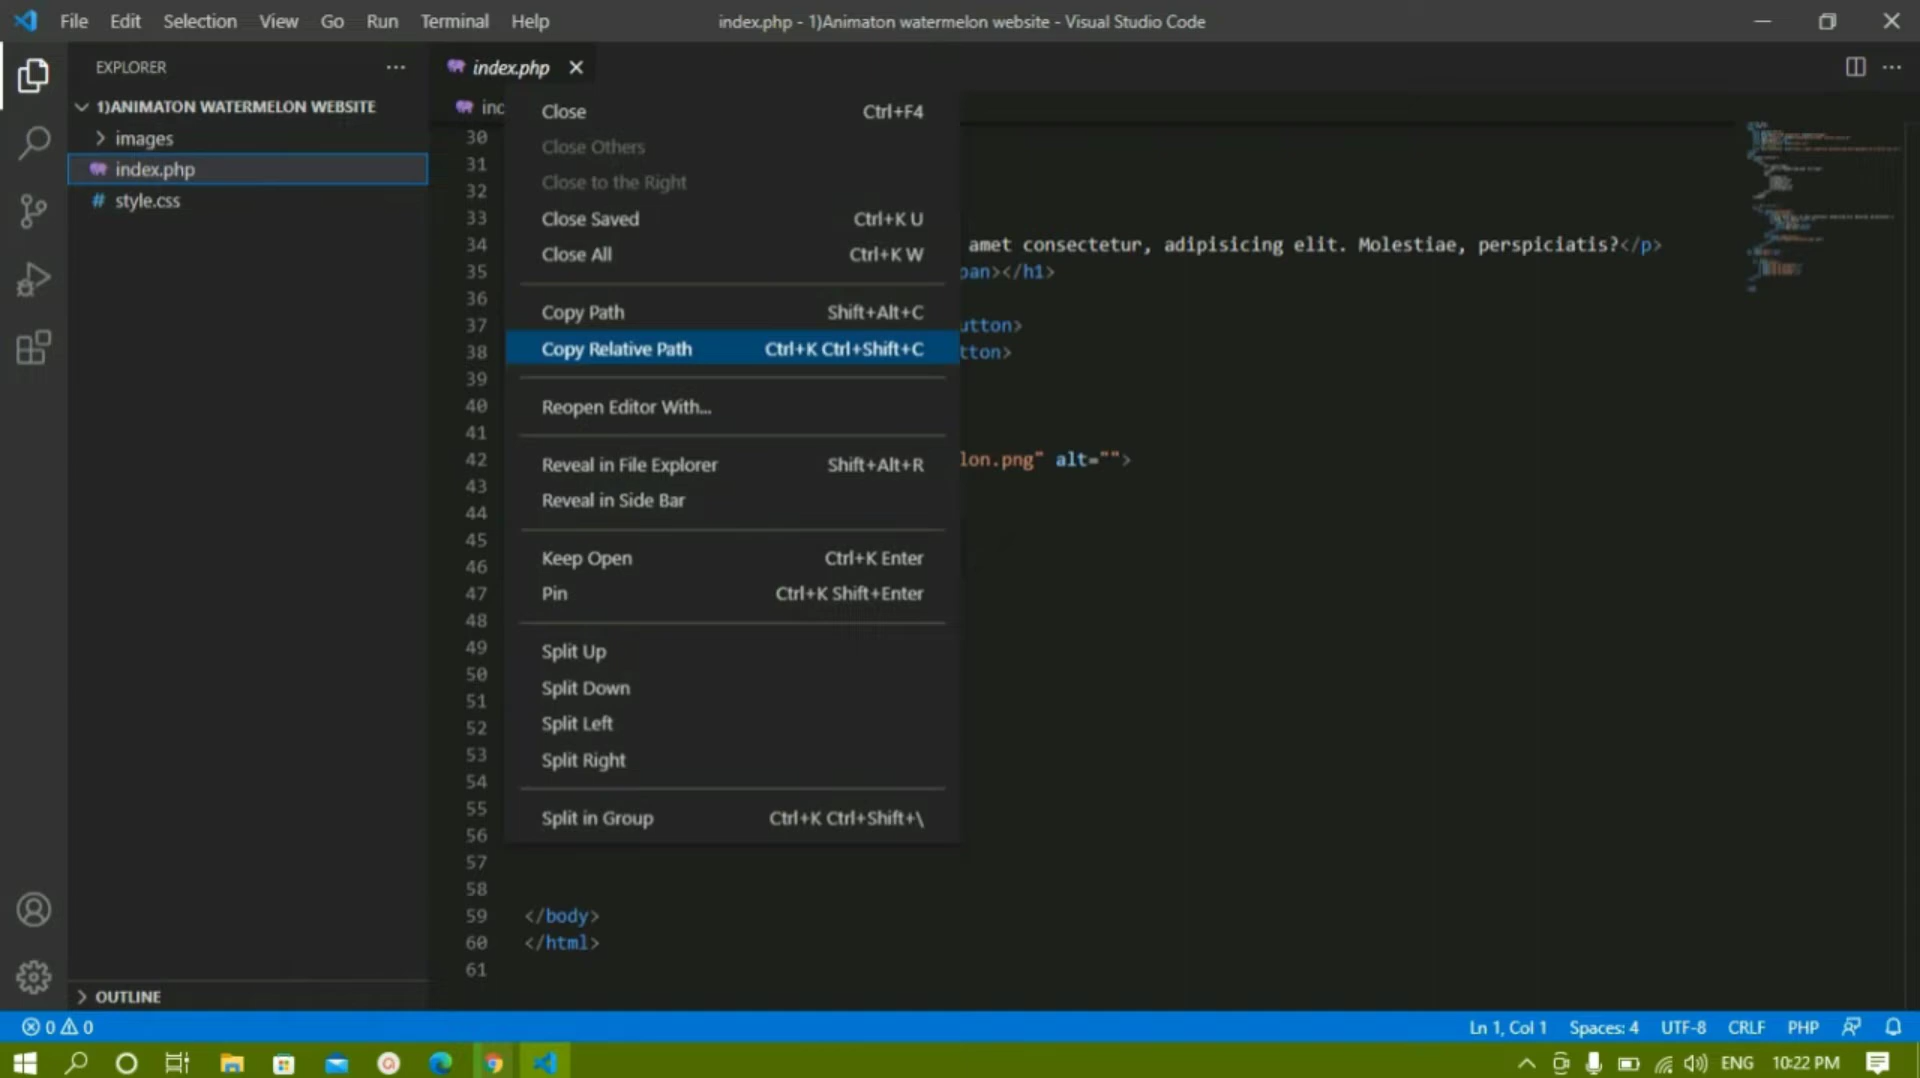 File Edit Selection View Go Run Terminal Help
index.php - 1)Animaton watermelon website - Visual Studio Code
EXPLORER
1)ANIMATON WATERMELON WEBSITE
images
index.php
style.css
OUTLINE
index.php
inc
Close Ctrl+F4
Close Others
Close to the Right
Close Saved Ctrl+K U
Close All Ctrl+K W
Copy Path Shift+Alt+C
Copy Relative Path Ctrl+K Ctrl+Shift+C
Reopen Editor With...
Reveal in File Explorer Shift+Alt+R
Reveal in Side Bar
Keep Open Ctrl+K Enter
Pin Ctrl+K Shift+Enter
Split Up
Split Down
Split Left
Split Right
Split in Group Ctrl+K Ctrl+Shift+\
30
31
32
33
34 amet consectetur, adipisicing elit. Molestiae, perspiciatis?</p>
35 pan></h1>
36
37 utton>
38 tton>
39
40
41
42 lon.png" alt="">
43
44
45
46
47
48
49
50
51
52
53
54
55
56
57
58
59 </body>
60 </html>
61
0 0
Ln 1, Col 1 Spaces: 4 UTF-8 CRLF PHP
ENG 10:22 PM